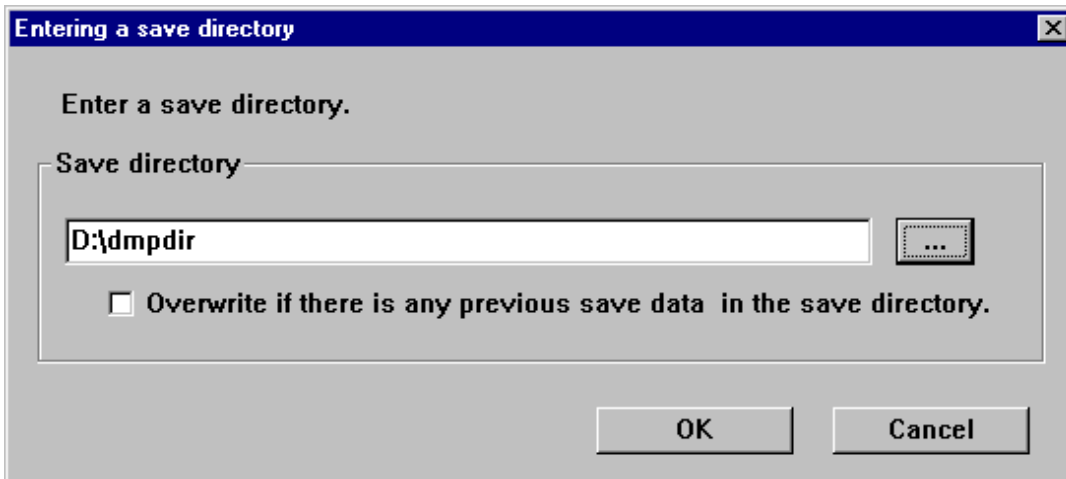 Entering a save directory
Enter a save directory.
Save directory
D:\dmpdir
...
Overwrite if there is any previous save data in the save directory.
OK
Cancel